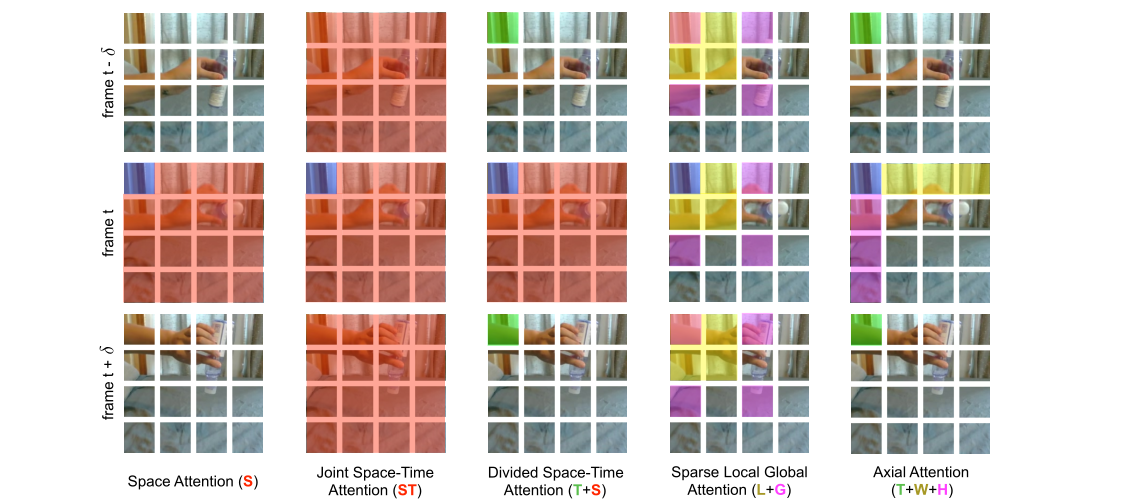 frame t - δ
frame t
frame t + δ
Space Attention (S)
Joint Space-Time
Attention (ST)
Divided Space-Time
Attention (T+S)
Sparse Local Global
Attention (L+G)
Axial Attention
(T+W+H)